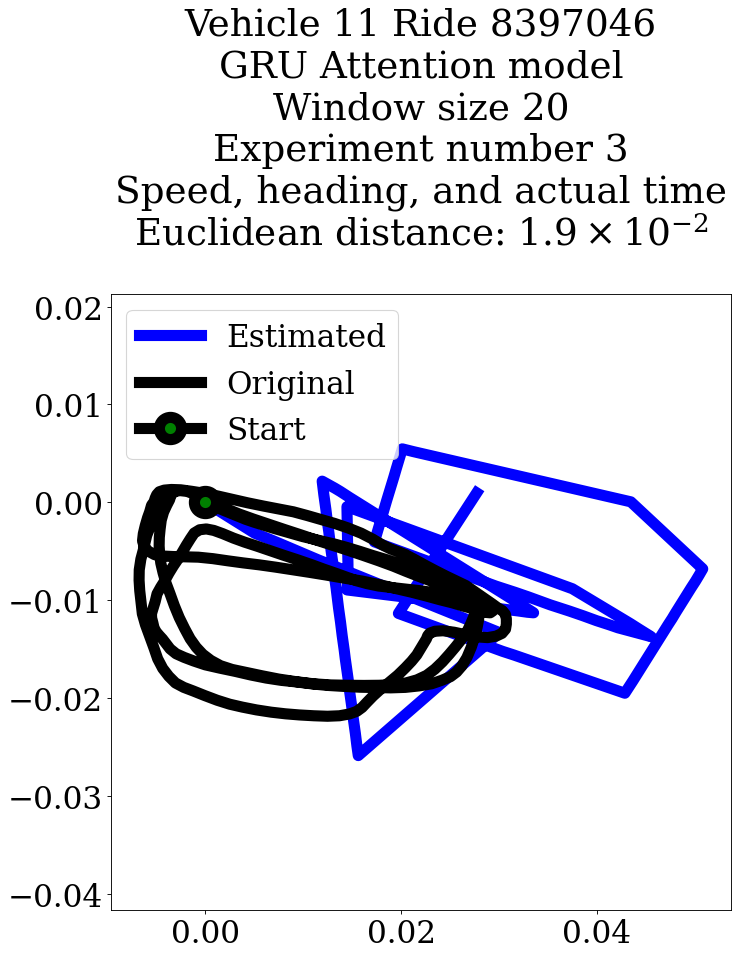 Vehicle 11 Ride 8397046
GRU Attention model
Window size 20
Experiment number 3
Speed, heading, and actual time
Euclidean distance: 1.9 × 10⁻²
Estimated
Original
Start
0.02
0.01
0.00
−0.01
−0.02
−0.03
−0.04
0.00 0.02 0.04